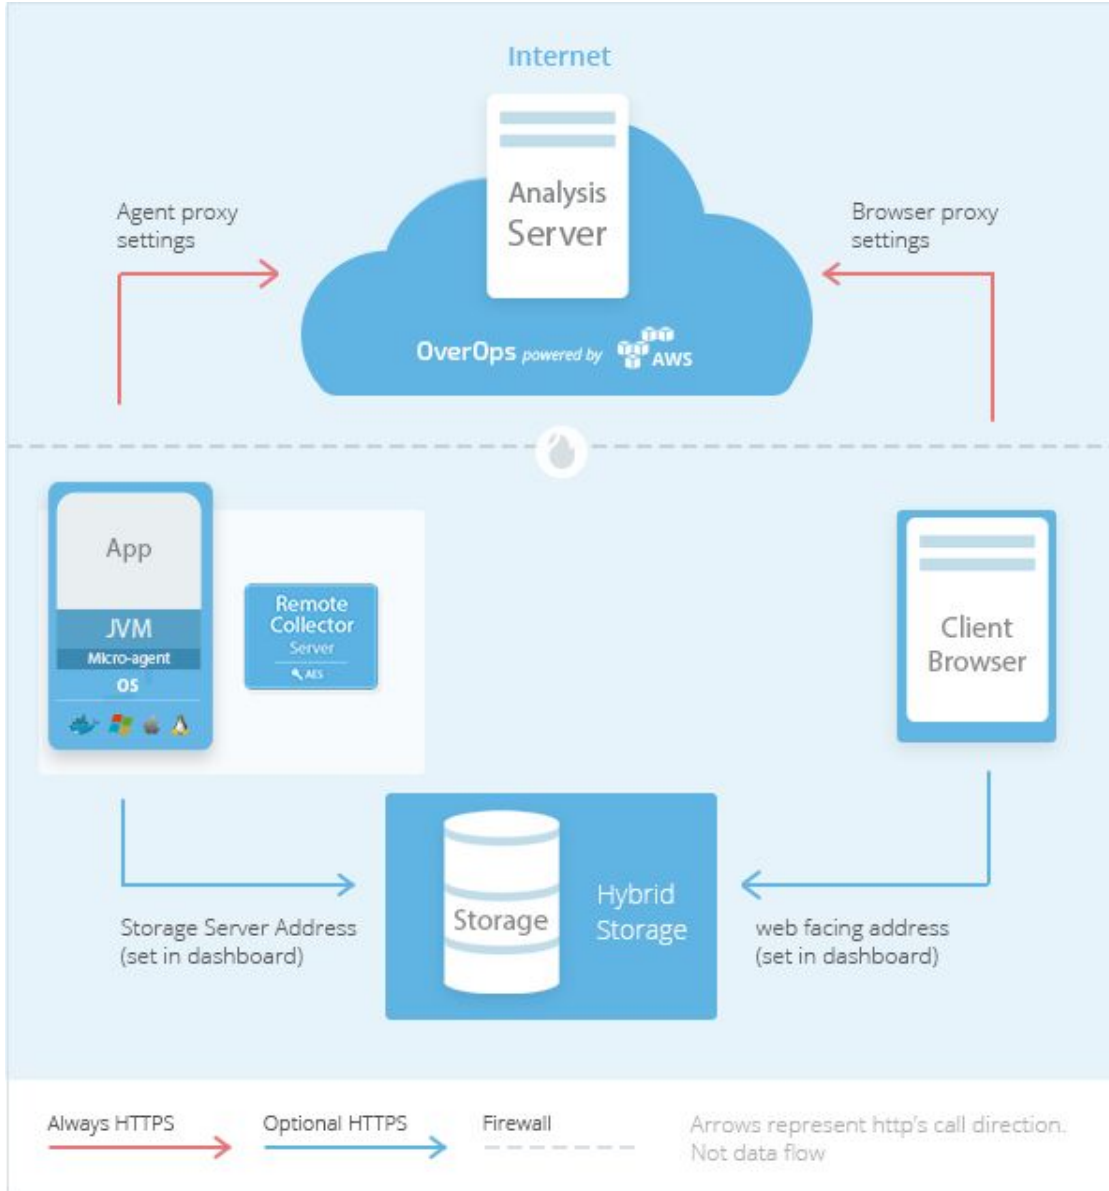 Internet
Analysis
Server
Agent proxy
settings
Browser proxy
settings
OverOps powered by AWS
App
JVM
Micro-agent
OS
Remote
Collector
Server
AES
Client
Browser
Storage
Hybrid
Storage
Storage Server Address
(set in dashboard)
web facing address
(set in dashboard)
Always HTTPS
Optional HTTPS
Firewall
Arrows represent http's call direction.
Not data flow